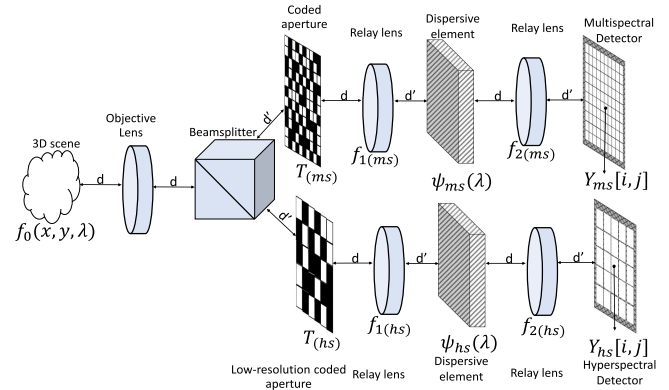 Coded
aperture
Relay lens
Dispersive
element
Relay lens
Multispectral
Detector
Objective
Lens
Beamsplitter
3D scene
d
d
d'
d
d'
d
d'
f₀(x, y, λ)
T₍ms₎
f₁₍ms₎
ψms(λ)
f₂₍ms₎
Yms[i, j]
d'
d
d'
d
d'
T₍hs₎
f₁₍hs₎
ψhs(λ)
f₂₍hs₎
Yhs[i, j]
Low-resolution coded
aperture
Relay lens
Dispersive
element
Relay lens
Hyperspectral
Detector